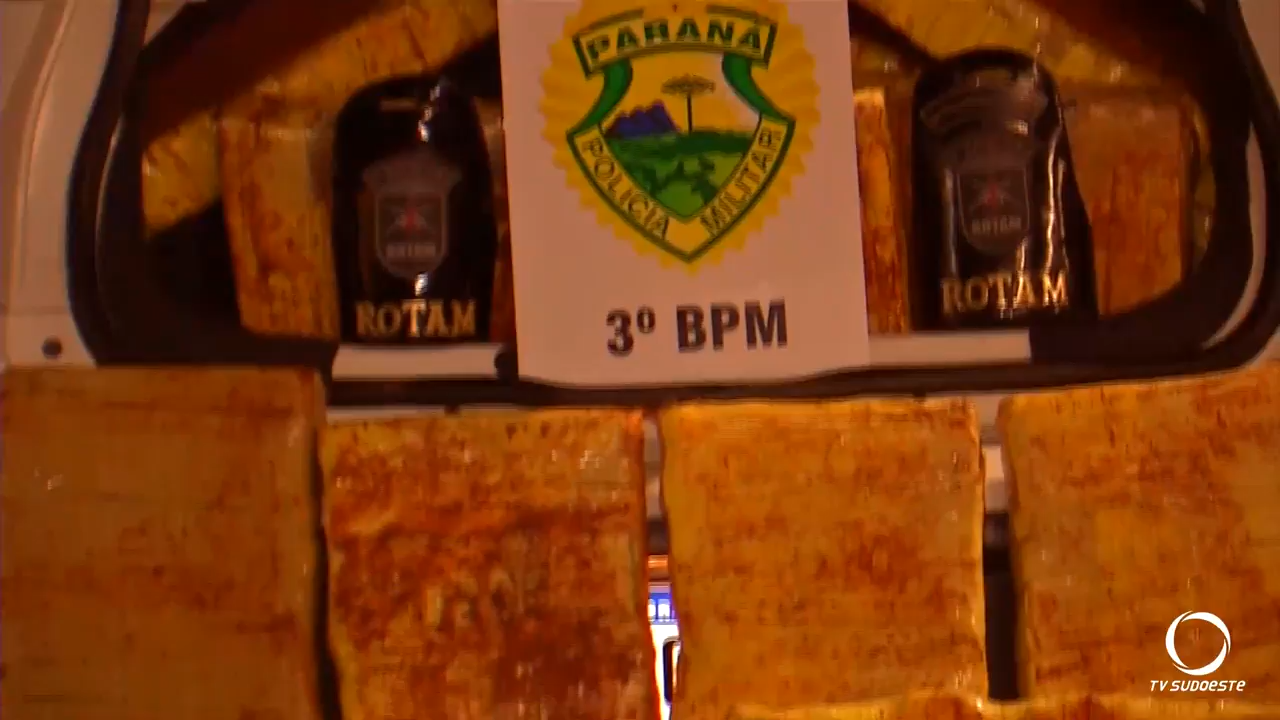 PARANÁ
POLÍCIA MILITAR
ROTAM
3º BPM
ROTAM
TV SUDOESTE